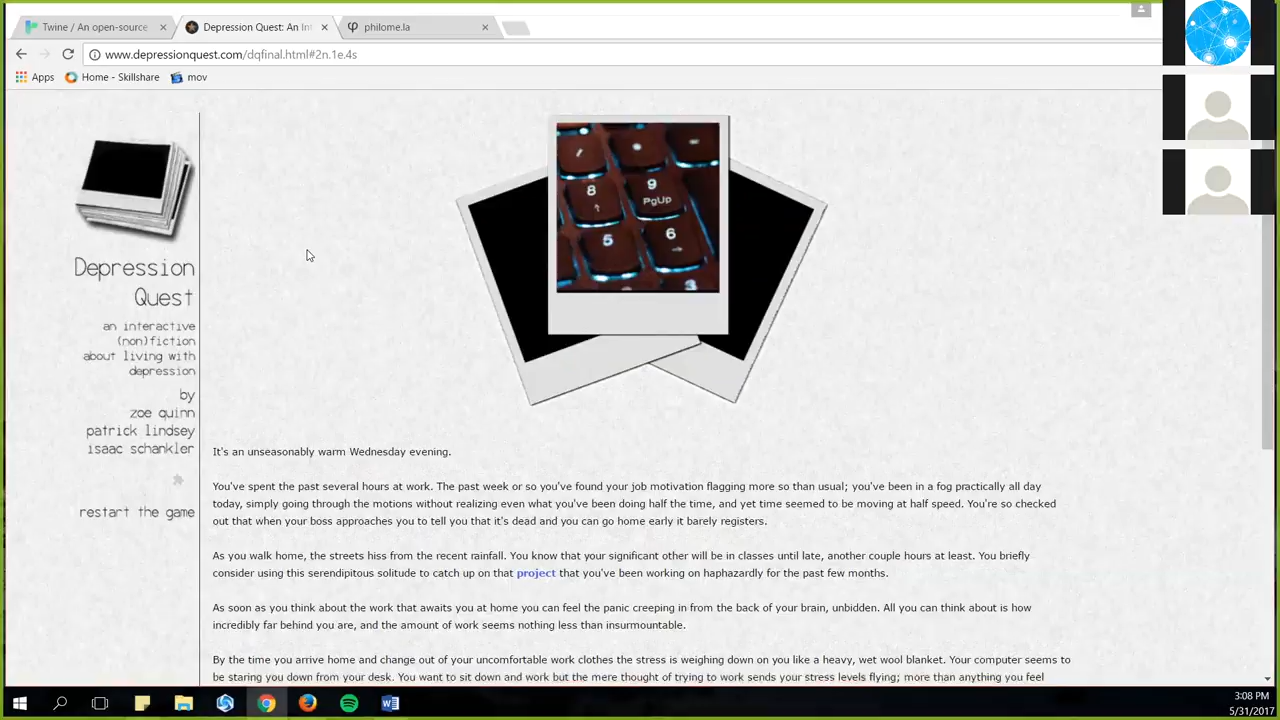 Twine / An open-source
Depression Quest: An Int
philome.la
www.depressionquest.com/dqfinal.html#2n.1e.4s
Apps
Home - Skillshare
mov
8
9
PgUp
5
6
3
Depression
Quest
an interactive
(non)fiction
about living with
depression
by
zoe quinn
patrick lindsey
isaac schankler
restart the game
It's an unseasonably warm Wednesday evening.
You've spent the past several hours at work. The past week or so you've found your job motivation flagging more so than usual; you've been in a fog practically all day
today, simply going through the motions without realizing even what you've been doing half the time, and yet time seemed to be moving at half speed. You're so checked
out that when your boss approaches you to tell you that it's dead and you can go home early it barely registers.
As you walk home, the streets hiss from the recent rainfall. You know that your significant other will be in classes until late, another couple hours at least. You briefly
consider using this serendipitous solitude to catch up on that project that you've been working on haphazardly for the past few months.
As soon as you think about the work that awaits you at home you can feel the panic creeping in from the back of your brain, unbidden. All you can think about is how
incredibly far behind you are, and the amount of work seems nothing less than insurmountable.
By the time you arrive home and change out of your uncomfortable work clothes the stress is weighing down on you like a heavy, wet wool blanket. Your computer seems to
be staring you down from your desk. You want to sit down and work but the mere thought of trying to work sends your stress levels flying; more than anything you feel
3:08 PM
5/31/2017